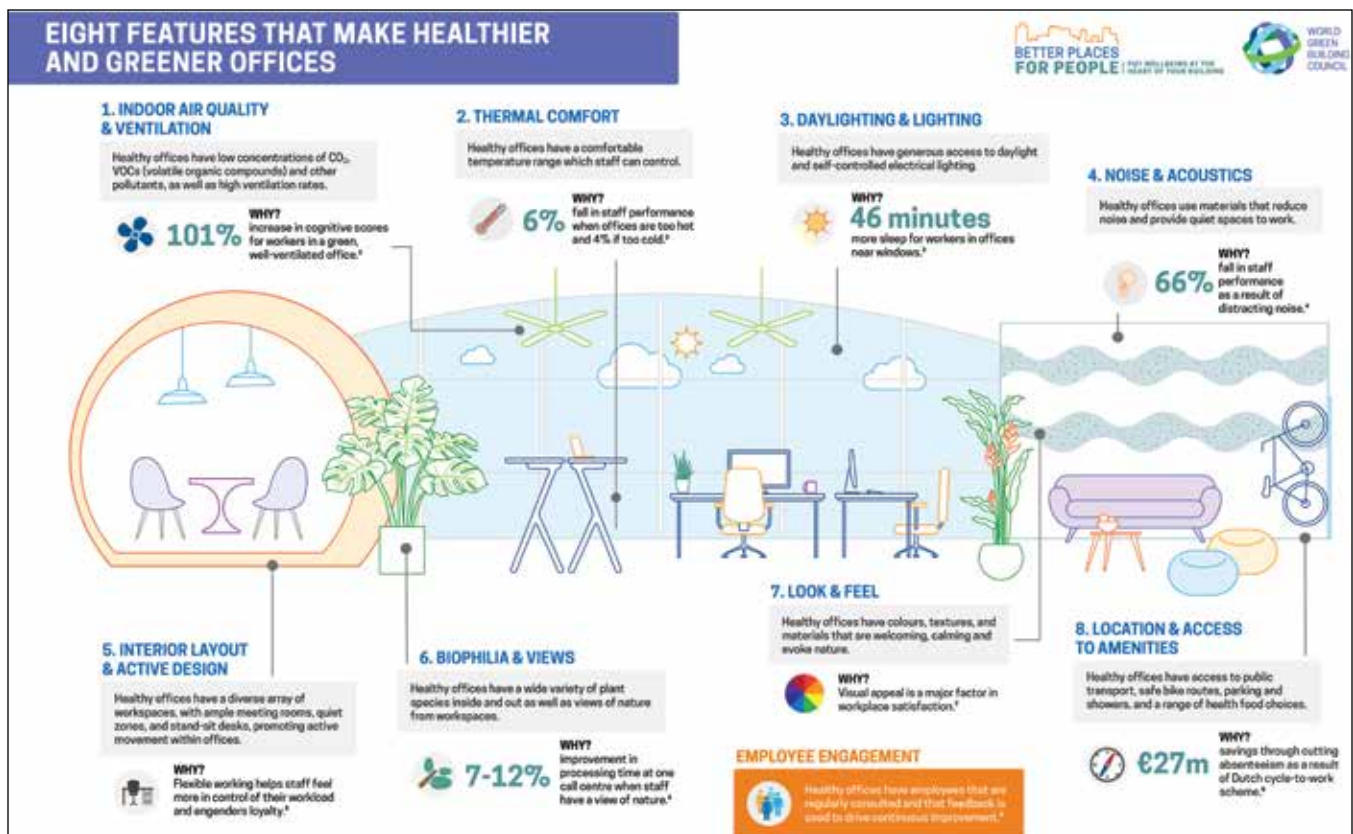 EIGHT FEATURES THAT MAKE HEALTHIER
AND GREENER OFFICES
BETTER PLACES
FOR PEOPLE | PUT WELLBEING AT THE
HEART OF YOUR BUILDING
WORLD
GREEN
BUILDING
COUNCIL
1. INDOOR AIR QUALITY
& VENTILATION
Healthy offices have low concentrations of CO₂,
VOCs (volatile organic compounds) and other
pollutants, as well as high ventilation rates.
WHY?
101% increase in cognitive scores
for workers in a green,
well-ventilated office.
2. THERMAL COMFORT
Healthy offices have a comfortable
temperature range which staff can control.
WHY?
6% fall in staff performance
when offices are too hot
and 4% if too cold.
3. DAYLIGHTING & LIGHTING
Healthy offices have generous access to daylight
and self-controlled electrical lighting.
WHY?
46 minutes
more sleep for workers in offices
near windows.
4. NOISE & ACOUSTICS
Healthy offices use materials that reduce
noise and provide quiet spaces to work.
WHY?
66% fall in staff
performance
as a result of
distracting noise.
5. INTERIOR LAYOUT
& ACTIVE DESIGN
Healthy offices have a diverse array of
workspaces, with ample meeting rooms, quiet
zones, and stand-sit desks, promoting active
movement within offices.
WHY?
Flexible working helps staff feel
more in control of their workload
and engenders loyalty.
6. BIOPHILIA & VIEWS
Healthy offices have a wide variety of plant
species inside and out as well as views of nature
from workspaces.
WHY?
7-12% improvement in
processing time at one
call centre when staff
have a view of nature.
7. LOOK & FEEL
Healthy offices have colours, textures, and
materials that are welcoming, calming and
evoke nature.
WHY?
Visual appeal is a major factor in
workplace satisfaction.
EMPLOYEE ENGAGEMENT
Healthy offices have employees that are
regularly consulted and that feedback is
used to drive continuous improvement.
8. LOCATION & ACCESS
TO AMENITIES
Healthy offices have access to public
transport, safe bike routes, parking and
showers, and a range of health food choices.
WHY?
€27m savings through cutting
absenteeism as a result
of Dutch cycle-to-work
scheme.